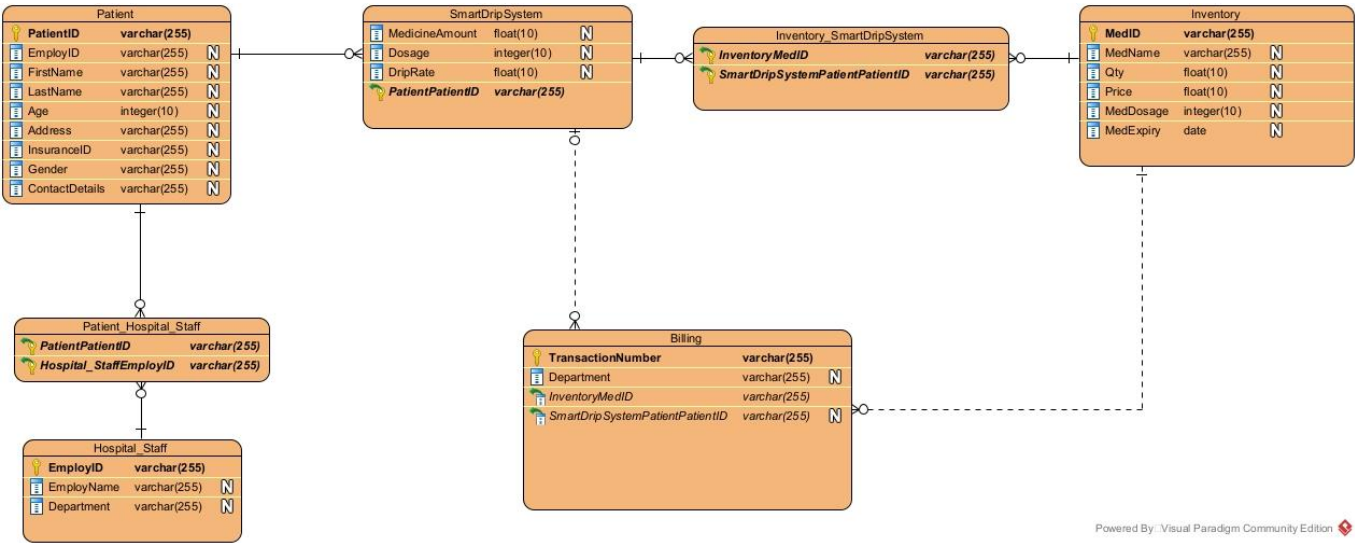 Patient
PatientID varchar(255)
EmployID varchar(255) N
FirstName varchar(255) N
LastName varchar(255) N
Age integer(10) N
Address varchar(255) N
InsuranceID varchar(255) N
Gender varchar(255) N
ContactDetails varchar(255) N
SmartDripSystem
MedicineAmount float(10) N
Dosage integer(10) N
DripRate float(10) N
PatientPatientID varchar(255)
Inventory_SmartDripSystem
InventoryMedID varchar(255)
SmartDripSystemPatientPatientID varchar(255)
Inventory
MedID varchar(255)
MedName varchar(255) N
Qty float(10) N
Price float(10) N
MedDosage integer(10) N
MedExpiry date N
Patient_Hospital_Staff
PatientPatientID varchar(255)
Hospital_StaffEmployID varchar(255)
Hospital_Staff
EmployID varchar(255)
EmployName varchar(255) N
Department varchar(255) N
Billing
TransactionNumber varchar(255)
Department varchar(255) N
InventoryMedID varchar(255)
SmartDripSystemPatientPatientID varchar(255) N
Powered By Visual Paradigm Community Edition